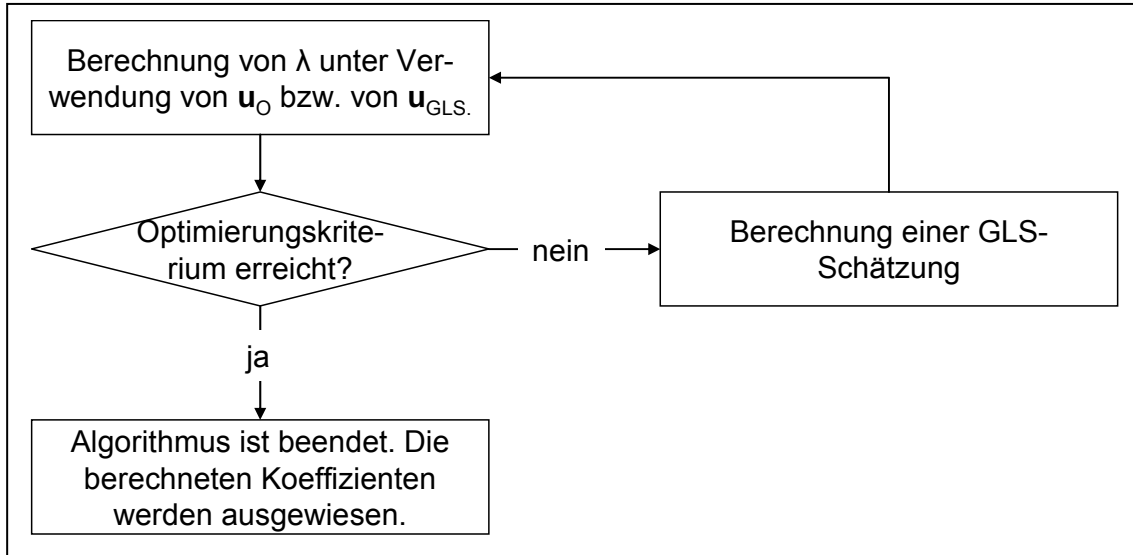 Berechnung von λ unter Ver-
wendung von u_O bzw. von u_GLS.
Optimierungskrite-
rium erreicht?
nein
Berechnung einer GLS-
Schätzung
ja
Algorithmus ist beendet. Die
berechneten Koeffizienten
werden ausgewiesen.